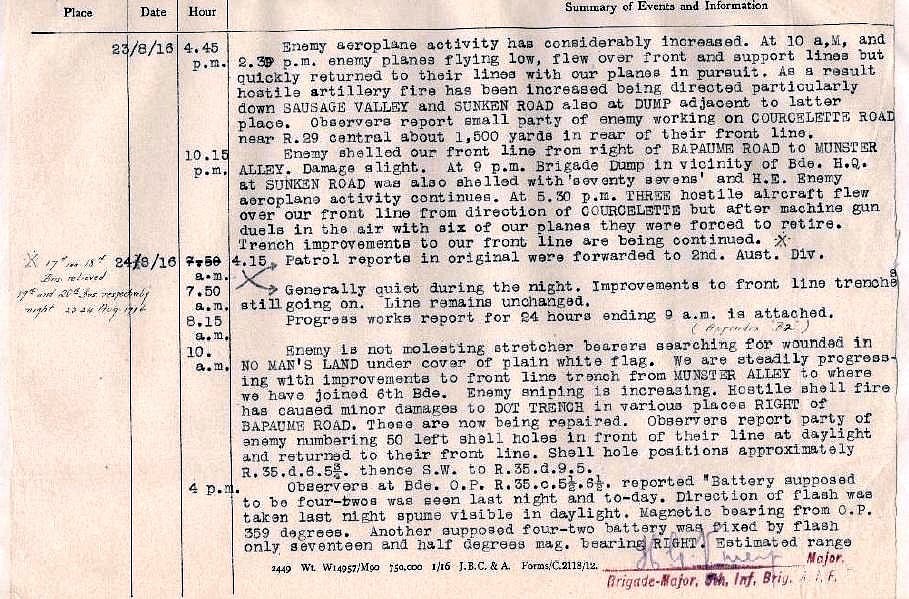 Place Date Hour Summary of Events and Information
23/8/16 4.45 p.m. Enemy aeroplane activity has considerably increased. At 10 a,M, and
2.30 p.m. enemy planes flying low, flew over front and support lines but
quickly returned to their lines with our planes in pursuit. As a result
hostile artillery fire has been increased being directed particularly
down SAUSAGE VALLEY and SUNKEN ROAD also at DUMP adjacent to latter
place. Observers report small party of enemy working on COURCELETTE ROAD
near R.29 central about 1,500 yards in rear of their front line.
10.15 p.m. Enemy shelled our front line from right of BAPAUME ROAD to MUNSTER
ALLEY. Damage slight. At 9 p.m. Brigade Dump in vicinity of Bde. H.Q.
at SUNKEN ROAD was also shelled with 'seventy sevens' and H.E. Enemy
aeroplane activity continues. At 5.30 p.m. THREE hostile aircraft flew
over our front line from direction of COURCELETTE but after machine gun
duels in the air with six of our planes they were forced to retire.
Trench improvements to our front line are being continued. X
X 17th and 18th
Bns relieved
19th and 20th Bns respectively
night 23 24 Aug 1916
24/8/16 7.50 a.m. 4.15 Patrol reports in original were forwarded to 2nd. Aust. Div.
7.50 a.m. Generally quiet during the night. Improvements to front line trenches
still going on. Line remains unchanged.
8.15 a.m. Progress works report for 24 hours ending 9 a.m. is attached.
(Appendix "B2")
10. a.m. Enemy is not molesting stretcher bearers searching for wounded in
NO MAN'S LAND under cover of plain white flag. We are steadily progress-
ing with improvements to front line trench from MUNSTER ALLEY to where
we have joined 6th Bde. Enemy sniping is increasing. Hostile shell fire
has caused minor damages to DOT TRENCH in various places RIGHT of
BAPAUME ROAD. These are now being repaired. Observers report party of
enemy numbering 50 left shell holes in front of their line at daylight
and returned to their front line. Shell hole positions approximately
R.35.d.6.5¾. thence S.W. to R.35.d.9.5.
4 p.m. Observers at Bde. O.P. R.35.c.5½.6½. reported "Battery supposed
to be four-twos was seen last night and to-day. Direction of flash was
taken last night spume visible in daylight. Magnetic bearing from O.P.
359 degrees. Another supposed four-two battery was fixed by flash
only seventeen and half degrees mag. bearing RIGHT. Estimated range
2449 Wt. W14957/M90 750,000 1/16 J.B.C. & A. Forms/C.2118/12.
Major.
Brigade-Major, 5th. Inf. Brig. A.I.F.